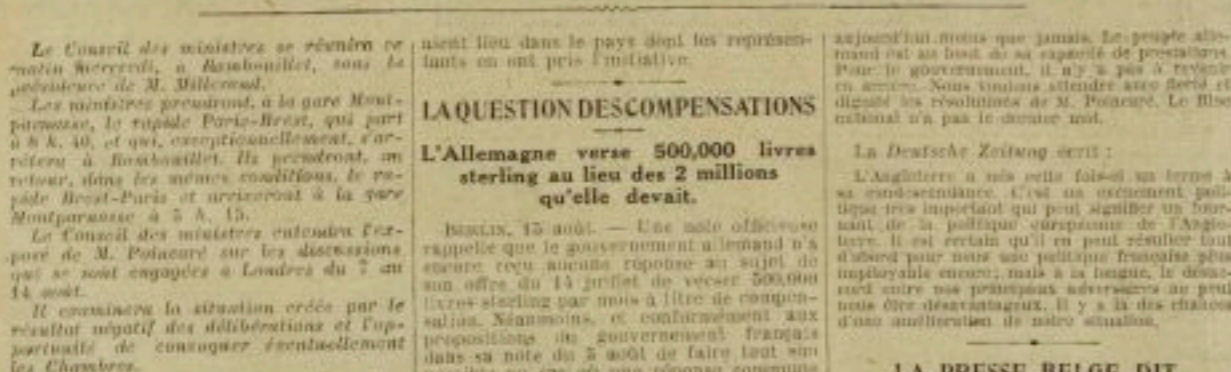 Le Conseil des ministres se réunira ce
matin mercredi, à Rambouillet, sous la
présidence de M. Millerand.
Les ministres prendront, à la gare Mont-
parnasse, le rapide Paris-Brest, qui part
à 8 h. 40, et qui, exceptionnellement, s'ar-
rêtera à Rambouillet. Ils prendront, au
retour, dans les mêmes conditions, le ra-
pide Brest-Paris et arriveront à la gare
Montparnasse à 5 h. 15.
Le Conseil des ministres entendra l'ex-
posé de M. Poincaré sur les discussions
qui se sont engagées à Londres du 7 au
14 août.
Il examinera la situation créée par le
résultat négatif des délibérations et l'op-
portunité de convoquer éventuellement
les Chambres.
lieu dans le pays dont les représen-
tants en ont pris l'initiative.
LA QUESTION DES COMPENSATIONS
L'Allemagne verse 500,000 livres
sterling au lieu des 2 millions
qu'elle devait.
BERLIN, 15 août. — Une note officieuse
rappelle que le gouvernement allemand n'a
encore reçu aucune réponse au sujet de
son offre du 14 juillet de verser 500,000
livres sterling par mois à titre de compen-
sation. Néanmoins, et conformément aux
propositions du gouvernement français
dans sa note du 5 août de faire tout son
possible une réponse commune
aujourd'hui moins que jamais. Le peuple alle-
mand est au bout de sa capacité de prestations.
Pour le gouvernement, il n'y a pas à revenir
en arrière. Nous voulons attendre avec fierté et
dignité les résolutions de M. Poincaré. Le Bloc
national n'a pas le dernier mot.
La Deutsche Zeitung écrit :
L'Angleterre a mis cette fois-ci un terme à
sa condescendance. C'est un événement poli-
tique très important qui peut signifier un tour-
nant de la politique européenne de l'Angle-
terre. Il est certain qu'il en peut résulter tout
d'abord pour nous une politique française plus
impitoyable encore; mais à la longue, le désac-
cord entre nos principaux adversaires ne peut
nous être désavantageux. Il y a là des chances
d'une amélioration de notre situation.
LA PRESSE BELGE DIT